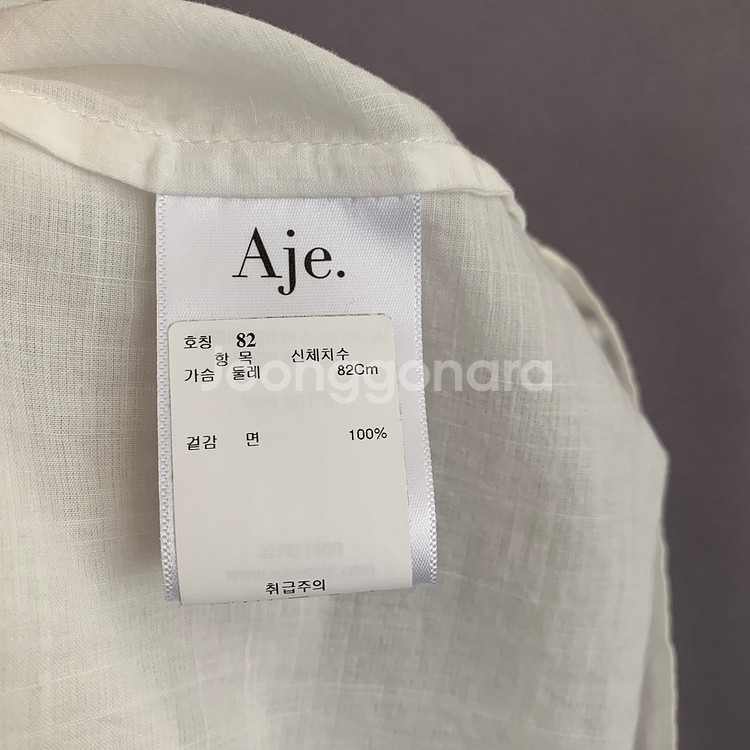 Aje.
호칭 82
항 목 신체치수
가슴 둘레 82Cm
Joonggonara
겉감 면 100%
취급주의